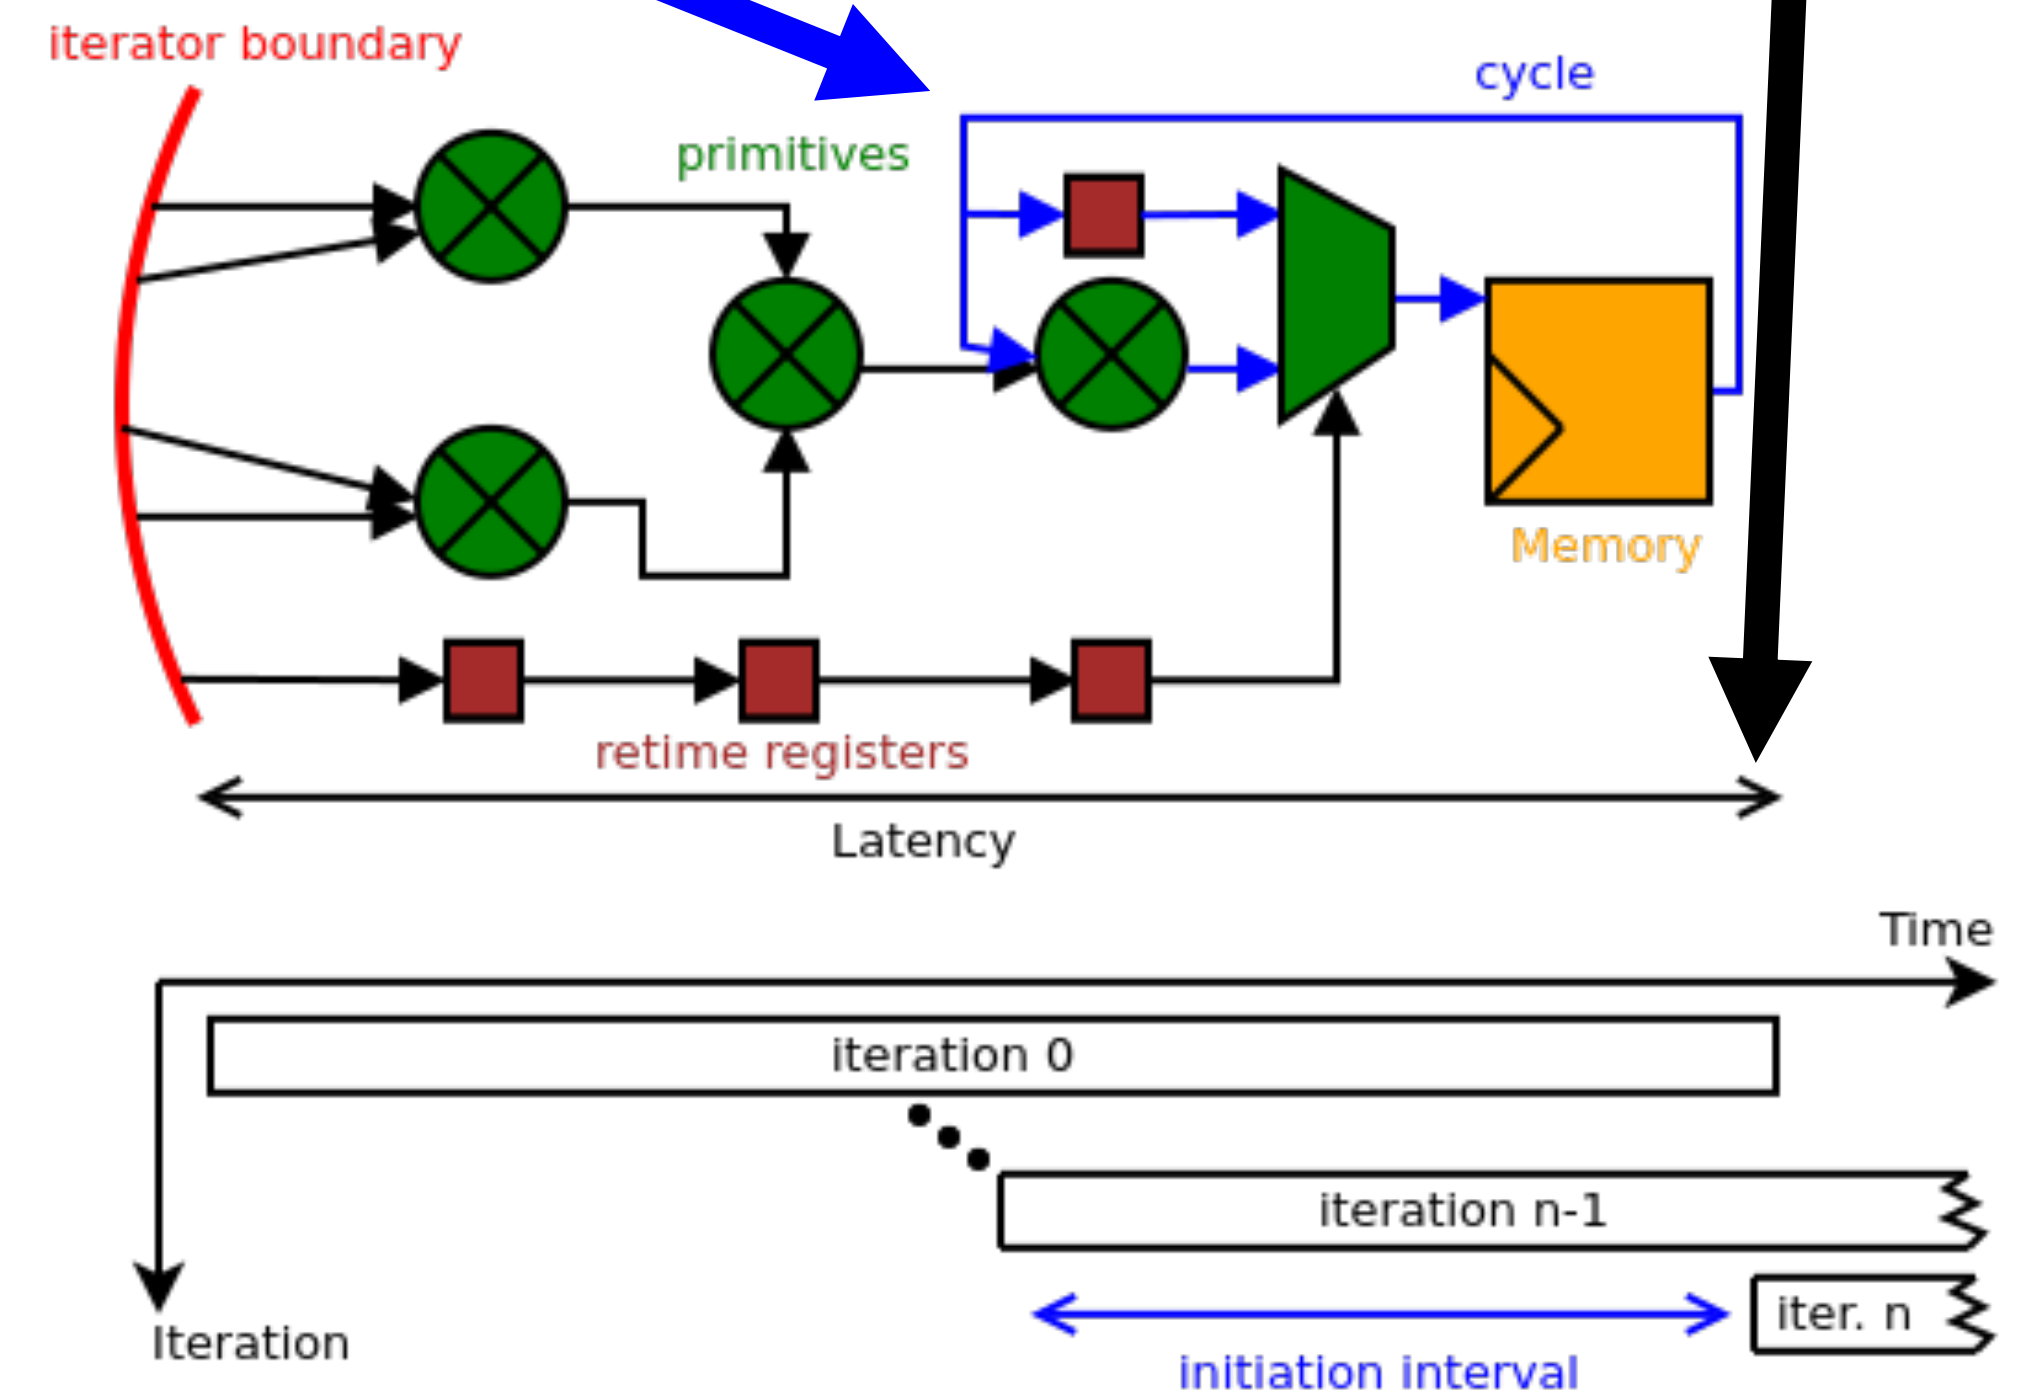 iterator boundary
cycle
primitives
Memory
retime registers
Latency
Time
iteration 0
iteration n-1
iter. n
Iteration
initiation interval